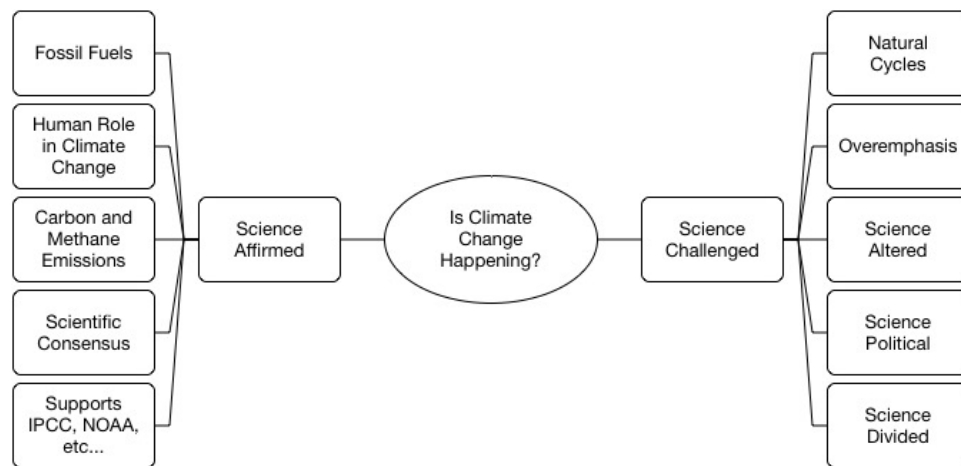 Fossil Fuels
Human Role
in Climate
Change
Carbon and
Methane
Emissions
Scientific
Consensus
Supports
IPCC, NOAA,
etc...
Science
Affirmed
Is Climate
Change
Happening?
Science
Challenged
Natural
Cycles
Overemphasis
Science
Altered
Science
Political
Science
Divided